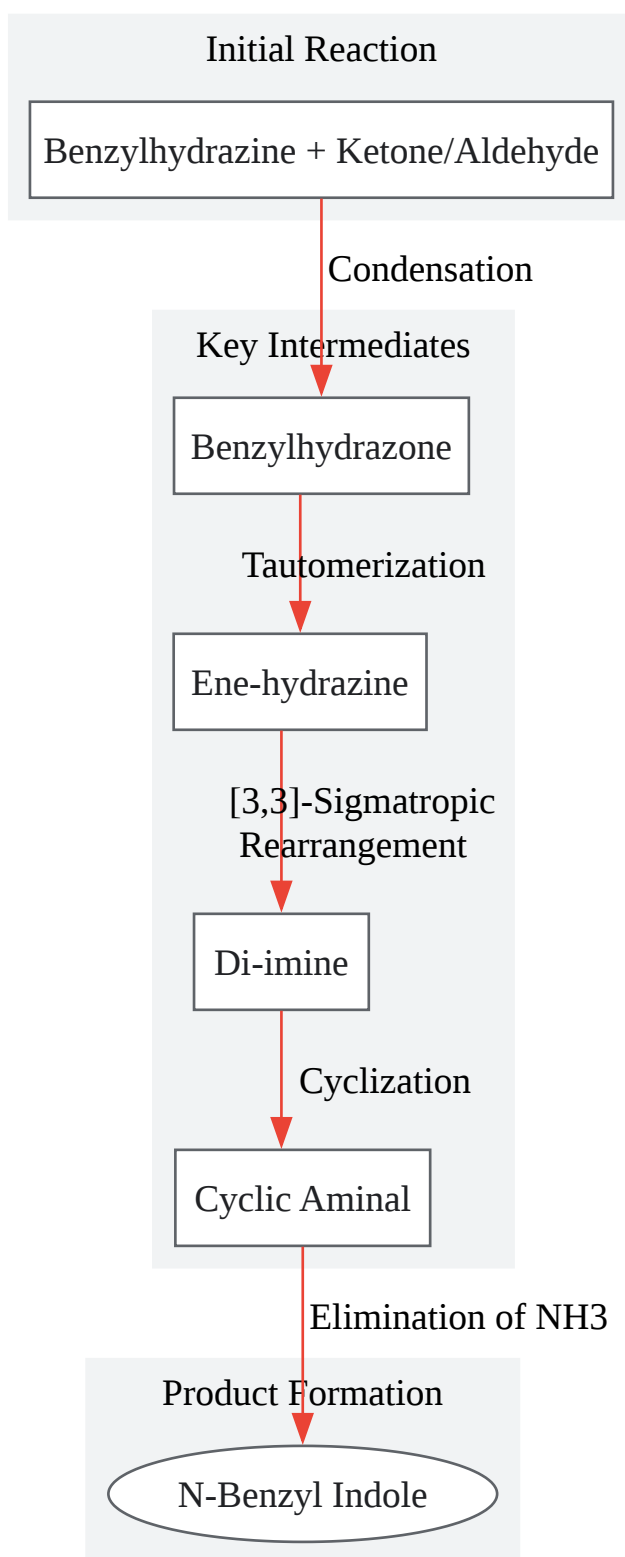 Initial Reaction
Benzylhydrazine + Ketone/Aldehyde
Condensation
Key Intermediates
Benzylhydrazone
Tautomerization
Ene-hydrazine
[3,3]-Sigmatropic
Rearrangement
Di-imine
Cyclization
Cyclic Aminal
Elimination of NH3
Product Formation
N-Benzyl Indole